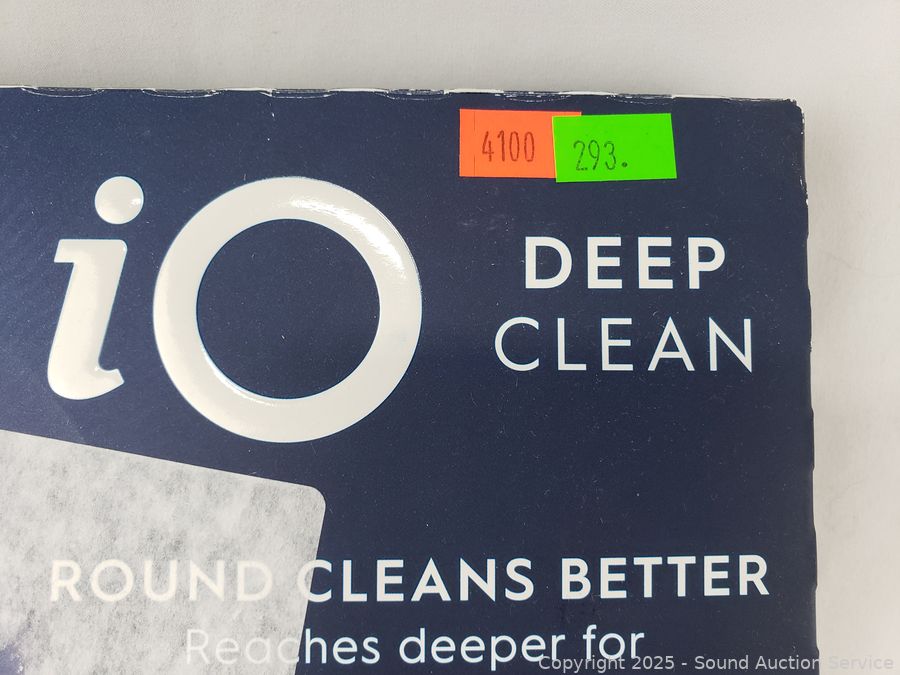 4100
293.
iO
DEEP
CLEAN
ROUND CLEANS BETTER
Reaches deeper for
Copyright 2025 - Sound Auction Service